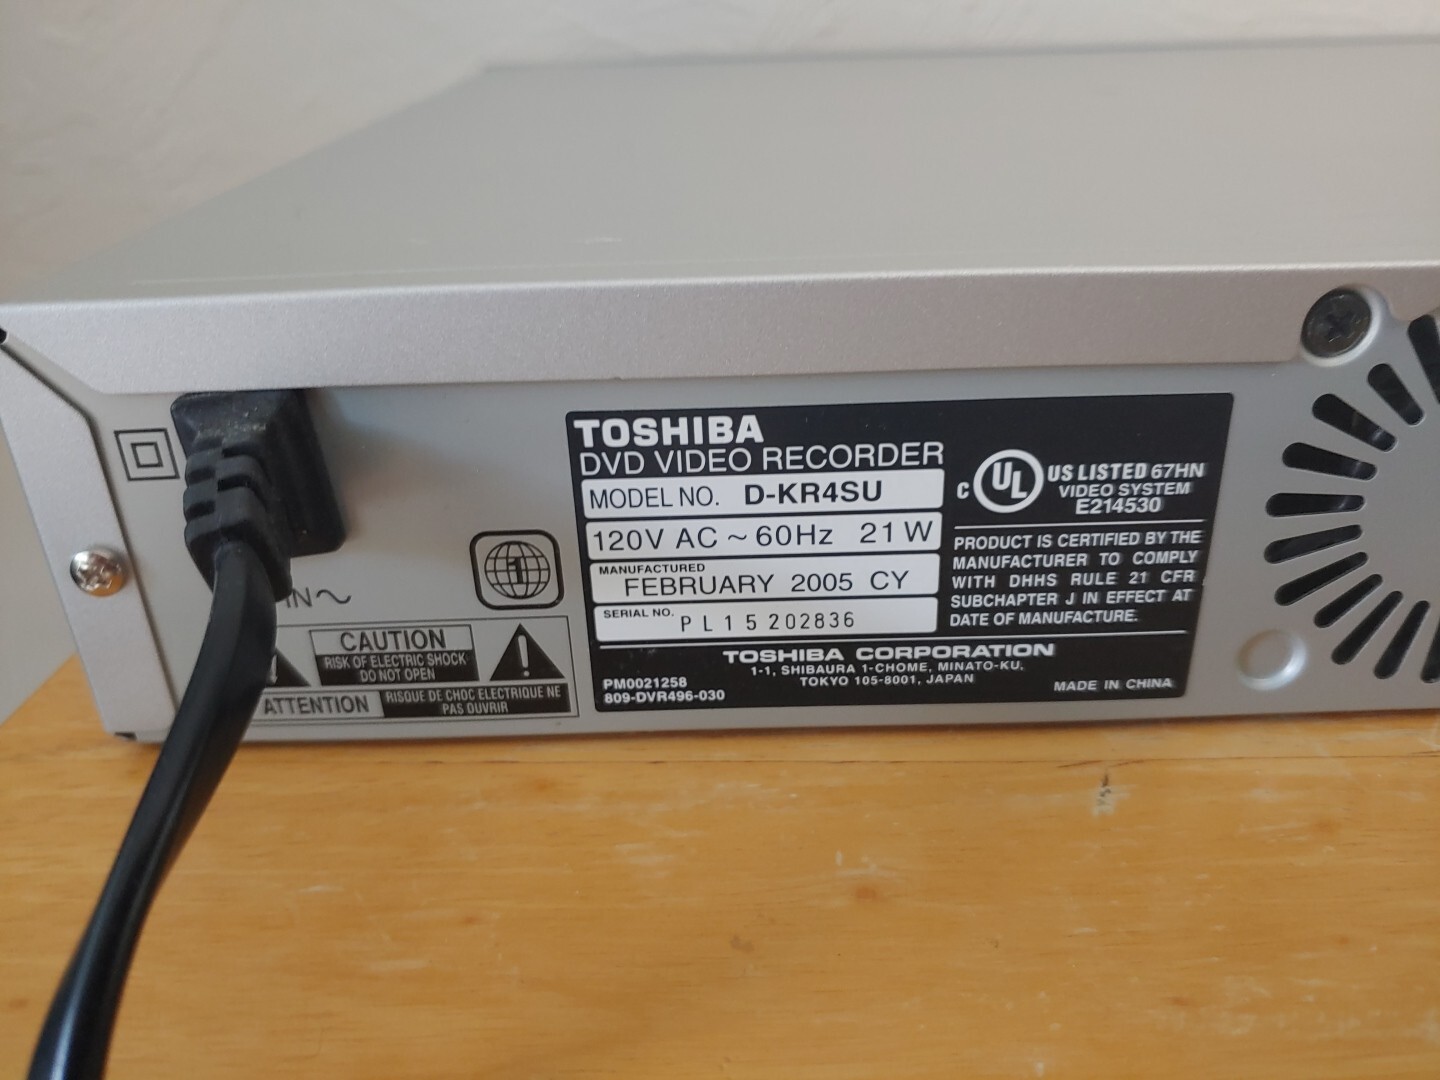 TOSHIBA
DVD VIDEO RECORDER
MODEL NO. D-KR4SU
120V AC ~ 60Hz 21 W
MANUFACTURED
FEBRUARY 2005 CY
SERIAL NO. PL15202836
C UL US LISTED 67HN
VIDEO SYSTEM
E214530
PRODUCT IS CERTIFIED BY THE
MANUFACTURER TO COMPLY
WITH DHHS RULE 21 CFR
SUBCHAPTER J IN EFFECT AT
DATE OF MANUFACTURE.
TOSHIBA CORPORATION
1-1, SHIBAURA 1-CHOME, MINATO-KU,
TOKYO 105-8001, JAPAN
PM0021258
809-DVR496-030
MADE IN CHINA
1
IN ~
CAUTION
RISK OF ELECTRIC SHOCK
DO NOT OPEN
!
ATTENTION
RISQUE DE CHOC ELECTRIQUE NE
PAS OUVRIR